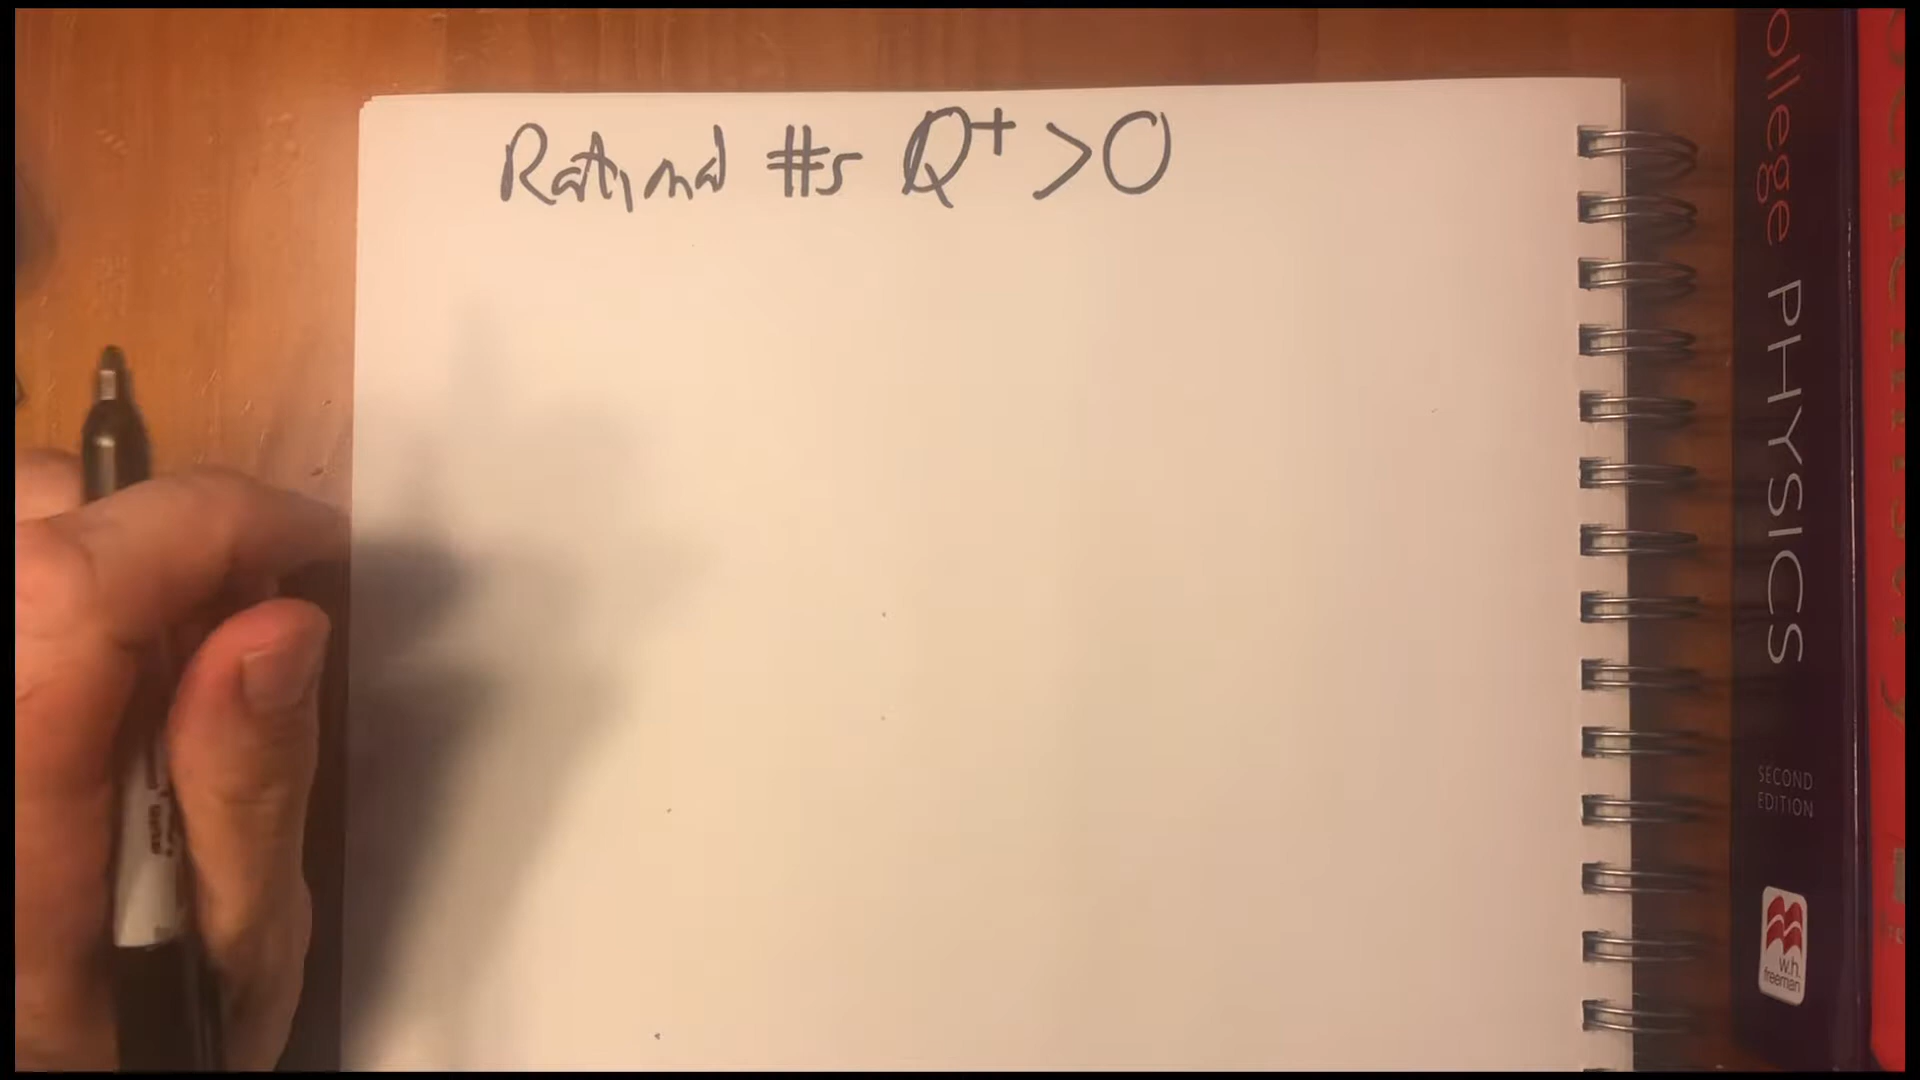 Rational #s Q⁺ >0
ollege PHYSICS
SECOND
EDITION
w.h.
freeman